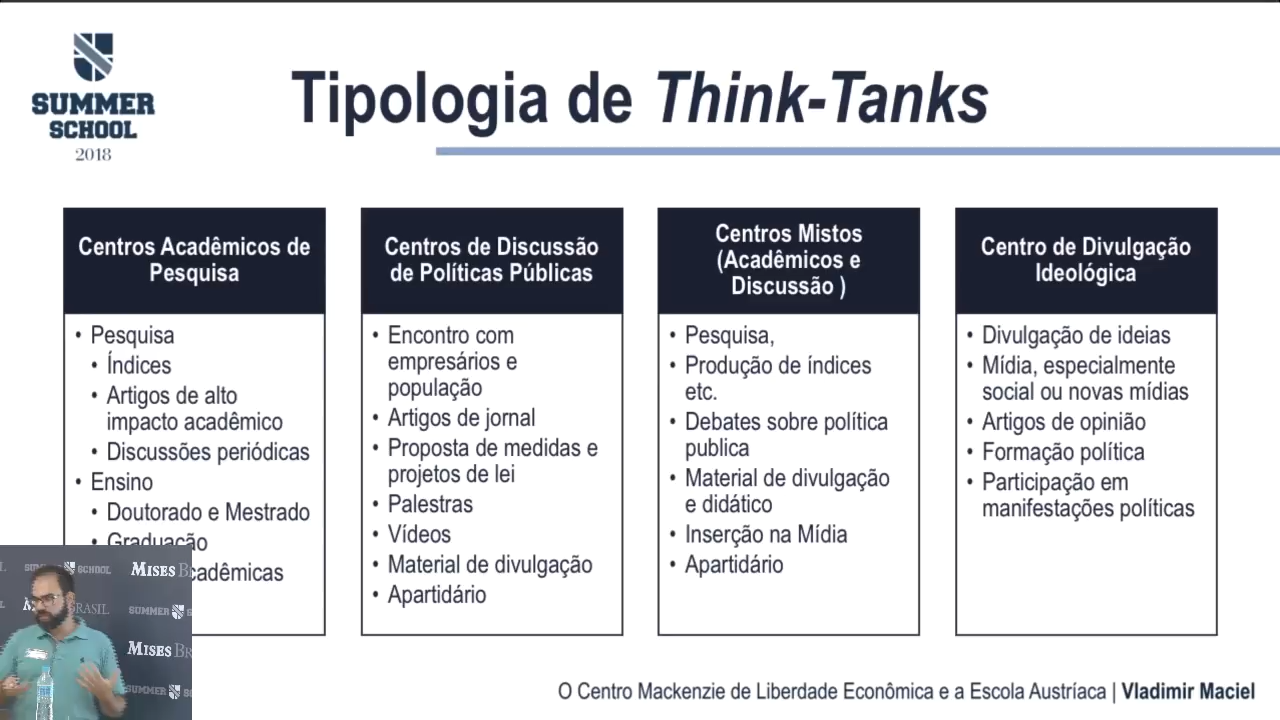 SUMMER
SCHOOL
2018
Tipologia de Think-Tanks
Centros Acadêmicos de
Pesquisa
• Pesquisa
• Índices
• Artigos de alto
impacto acadêmico
• Discussões periódicas
• Ensino
• Doutorado e Mestrado
• Graduação
cadêmicas
Centros de Discussão
de Políticas Públicas
• Encontro com
empresários e
população
• Artigos de jornal
• Proposta de medidas e
projetos de lei
• Palestras
• Vídeos
• Material de divulgação
• Apartidário
Centros Mistos
(Acadêmicos e
Discussão )
• Pesquisa,
• Produção de índices
etc.
• Debates sobre política
publica
• Material de divulgação
e didático
• Inserção na Mídia
• Apartidário
Centro de Divulgação
Ideológica
• Divulgação de ideias
• Mídia, especialmente
social ou novas mídias
• Artigos de opinião
• Formação política
• Participação em
manifestações políticas
SCHOOL
MISES BR
BRASIL
SUMMER
MISES BR
SUMMER
O Centro Mackenzie de Liberdade Econômica e a Escola Austríaca | Vladimir Maciel